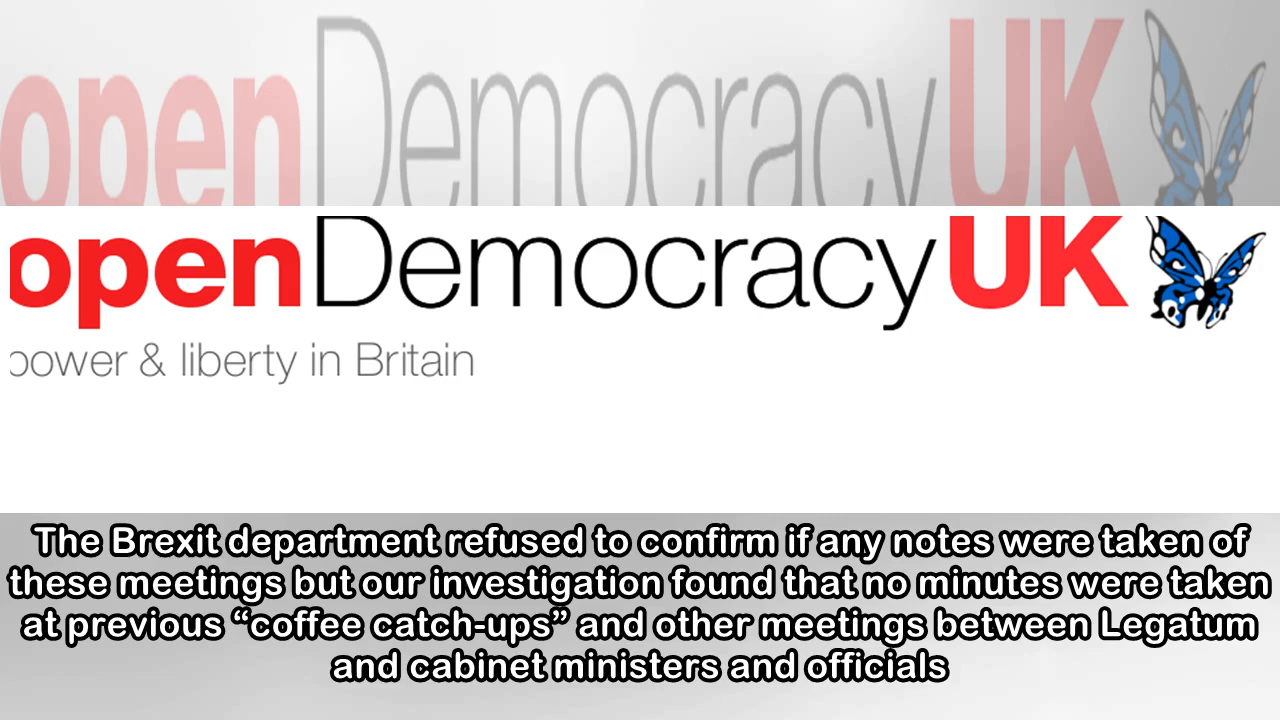 openDemocracyUK
openDemocracyUK
power & liberty in Britain
The Brexit department refused to confirm if any notes were taken of
these meetings but our investigation found that no minutes were taken
at previous “coffee catch-ups” and other meetings between Legatum
and cabinet ministers and officials